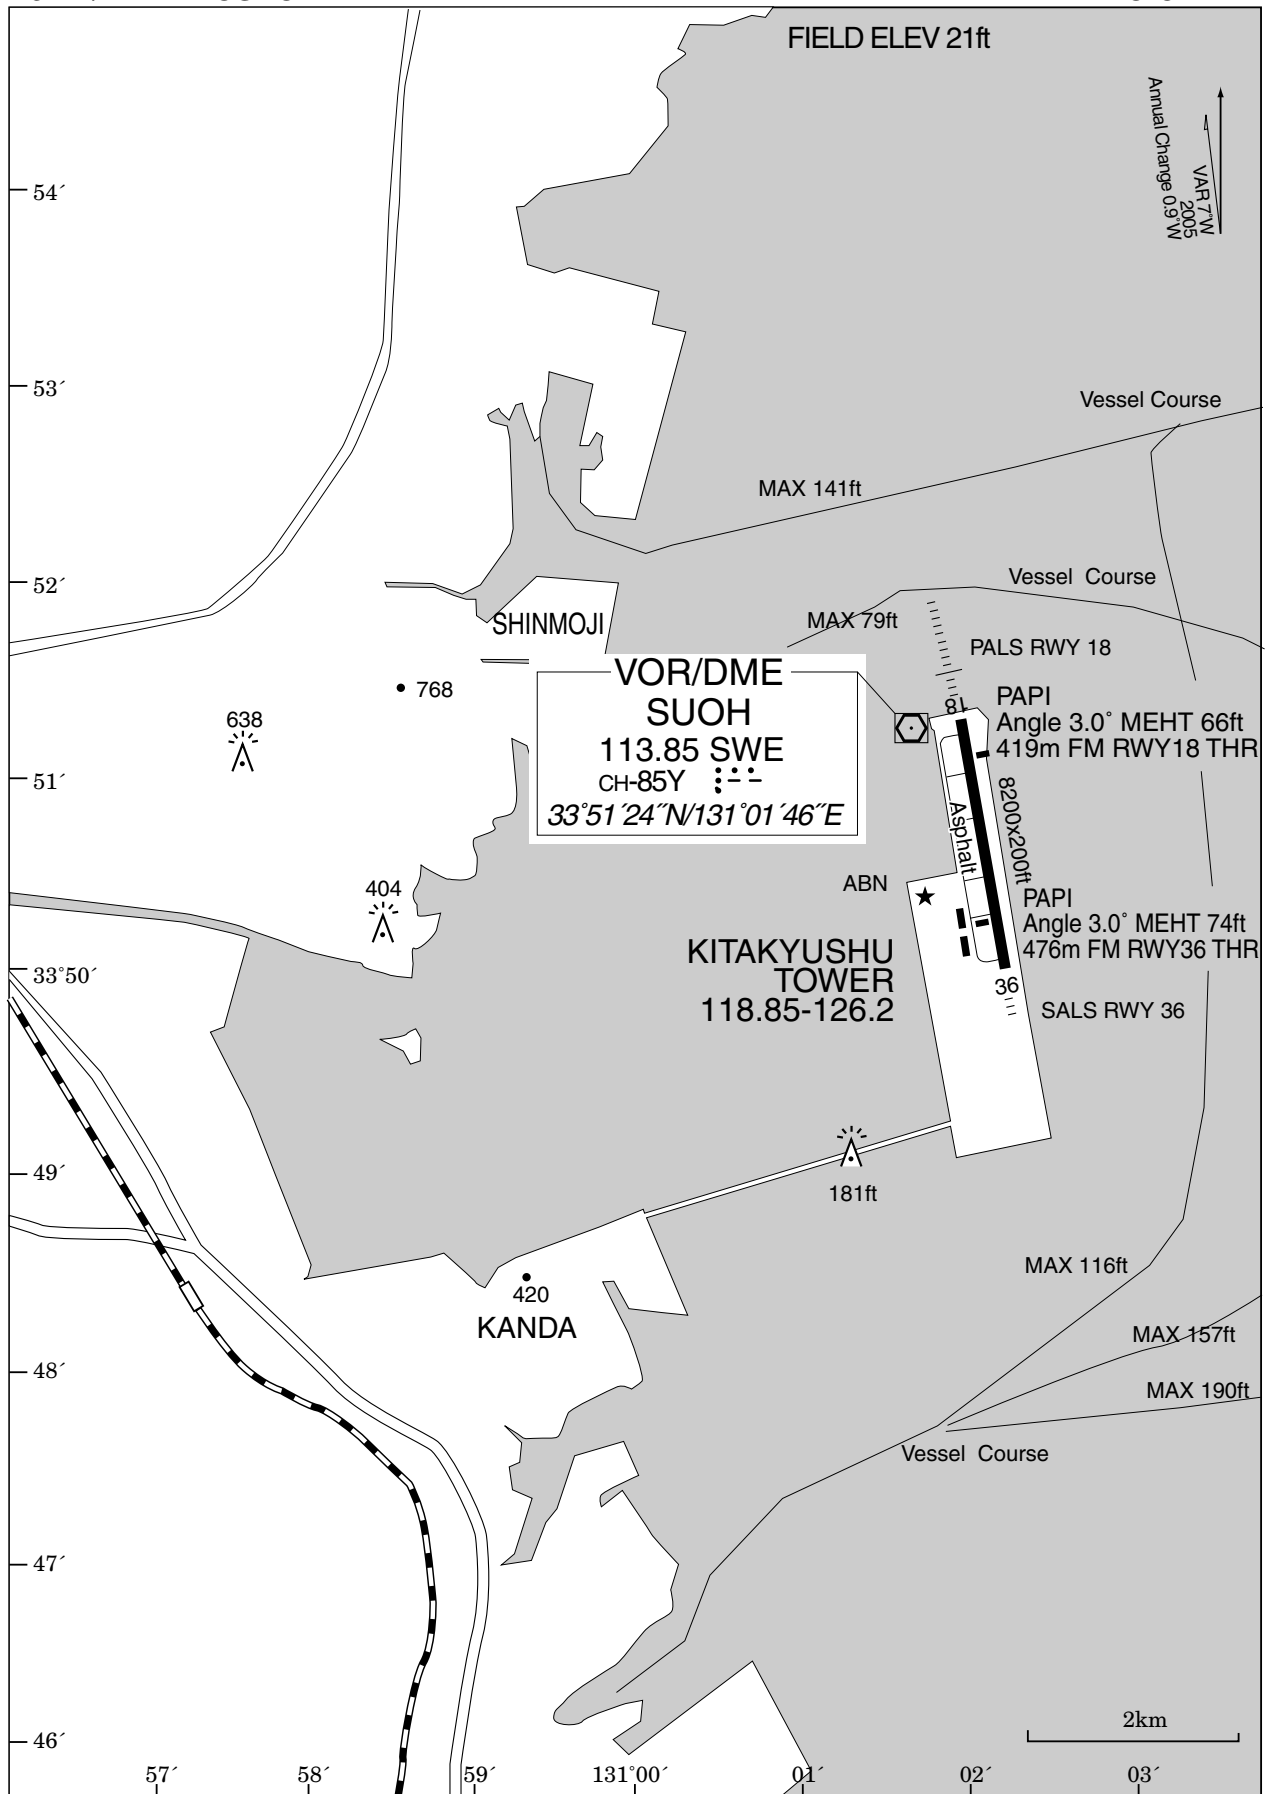 FIELD ELEV 21ft
Annual Change 0.9°W
2005
VAR 7°W
54′
53′
Vessel Course
MAX 141ft
52′
Vessel Course
MAX 79ft
SHINMOJI
PALS RWY 18
768
638
VOR/DME
SUOH
113.85 SWE
CH-85Y
33°51′24″N/131°01′46″E
18
PAPI
Angle 3.0° MEHT 66ft
419m FM RWY18 THR
51′
8200x200ft
Asphalt
ABN
404
PAPI
Angle 3.0° MEHT 74ft
476m FM RWY36 THR
KITAKYUSHU
TOWER
118.85-126.2
33°50′
36
SALS RWY 36
49′
181ft
MAX 116ft
420
KANDA
MAX 157ft
48′
MAX 190ft
Vessel Course
47′
46′
2km
57′
58′
59′
131°00′
01′
02′
03′